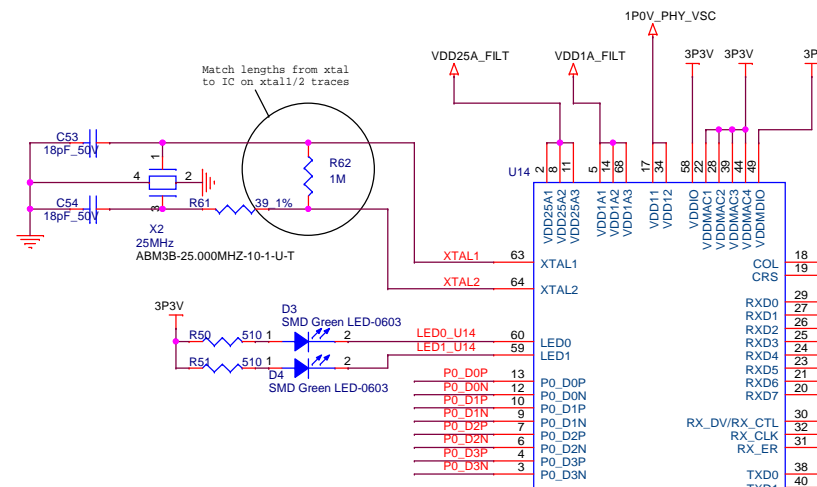 1P0V_PHY_VSC
VDD25A_FILT
VDD1A_FILT
3P3V
3P3V
3P
Match lengths from xtal
to IC on xtal1/2 traces
C53
18pF_50V
R62
1M
1
4
2
3
C54
18pF_50V
R61
39_1%
X2
25MHz
ABM3B-25.000MHZ-10-1-U-T
U14
2
8
11
5
14
68
17
34
58
22
28
39
44
49
VDD25A1
VDD25A2
VDD25A3
VDD1A1
VDD1A2
VDD1A3
VDD11
VDD12
VDDIO
VDDMAC1
VDDMAC2
VDDMAC3
VDDMAC4
VDDMDIO
XTAL1
63
XTAL1
XTAL2
64
XTAL2
3P3V
D3
SMD Green LED-0603
R50
510
1
2
LED0_U14
60
LED0
R51
510
1
2
LED1_U14
59
LED1
D4
SMD Green LED-0603
P0_D0P
13
P0_D0P
P0_D0N
12
P0_D0N
P0_D1P
10
P0_D1P
P0_D1N
9
P0_D1N
P0_D2P
7
P0_D2P
P0_D2N
6
P0_D2N
P0_D3P
4
P0_D3P
P0_D3N
3
P0_D3N
COL
18
CRS
19
RXD0
29
RXD1
27
RXD2
26
RXD3
25
RXD4
24
RXD5
23
RXD6
21
RXD7
20
RX_DV/RX_CTL
30
RX_CLK
32
RX_ER
31
TXD0
38
TXD1
40